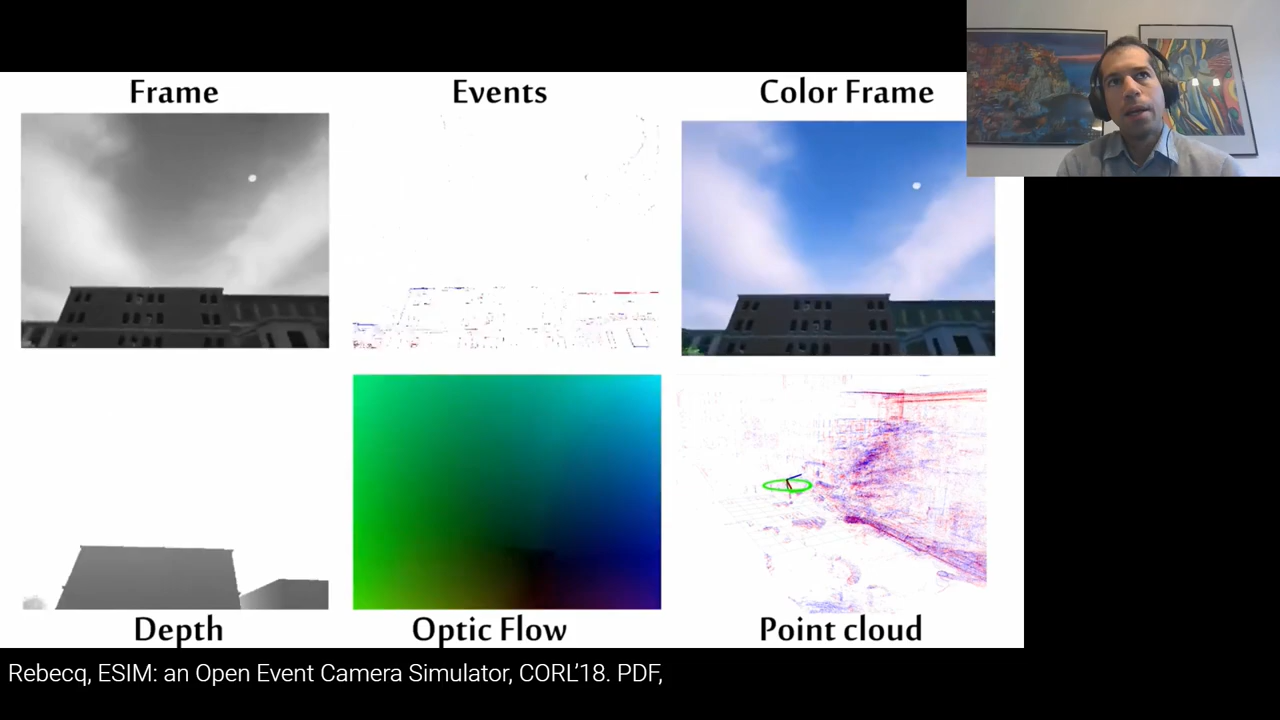 Frame
Events
Color Frame
Depth
Optic Flow
Point cloud
Rebecq, ESIM: an Open Event Camera Simulator, CORL'18. PDF,